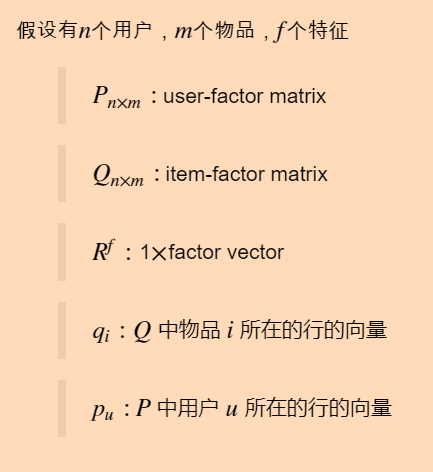 假设有n个用户，m个物品，f个特征
Pₙₓₘ：user-factor matrix
Qₙₓₘ：item-factor matrix
Rᶠ：1×factor vector
qᵢ：Q 中物品 i 所在的行的向量
pᵤ：P 中用户 u 所在的行的向量